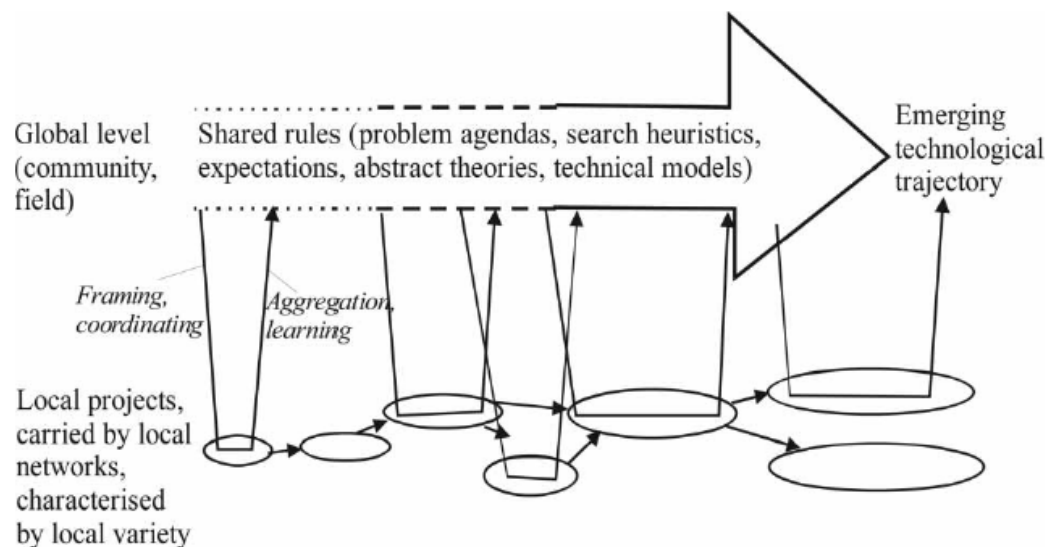 Global level
(community,
field)
Shared rules (problem agendas, search heuristics,
expectations, abstract theories, technical models)
Emerging
technological
trajectory
Framing,
coordinating
Aggregation,
learning
Local projects,
carried by local
networks,
characterised
by local variety